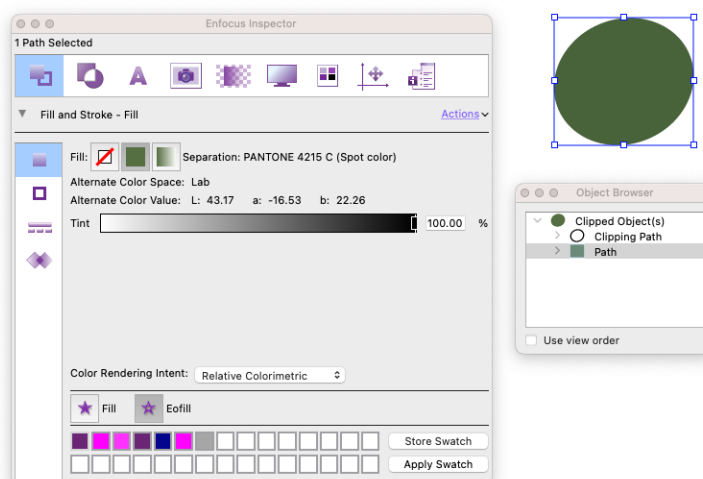 Enfocus Inspector
1 Path Selected
A
Fill and Stroke - Fill
Actions
Fill:
Separation: PANTONE 4215 C (Spot color)
Alternate Color Space: Lab
Alternate Color Value: L: 43.17 a: -16.53 b: 22.26
Tint
100.00 %
Color Rendering Intent: Relative Colorimetric
Fill
Eofill
Store Swatch
Apply Swatch
Object Browser
Clipped Object(s)
Clipping Path
Path
Use view order